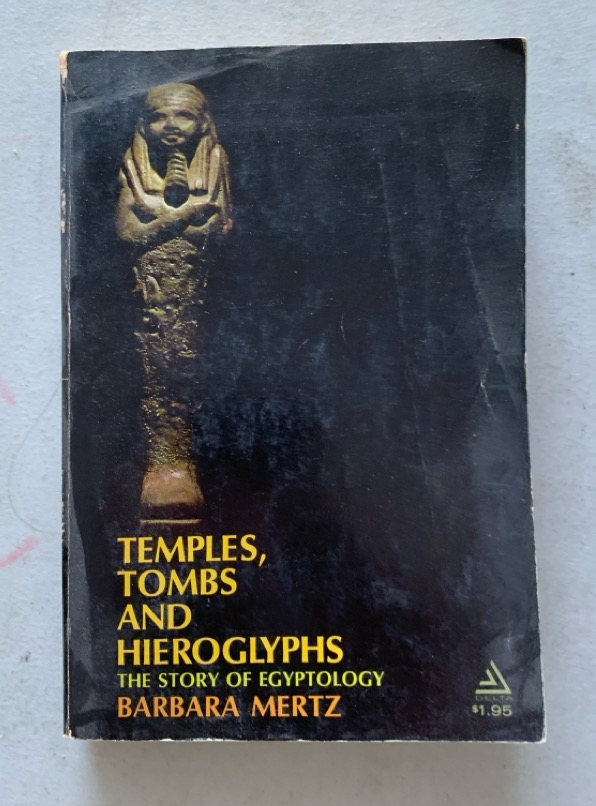 TEMPLES,
TOMBS
AND
HIEROGLYPHS
THE STORY OF EGYPTOLOGY
BARBARA MERTZ
DELTA
$1.95